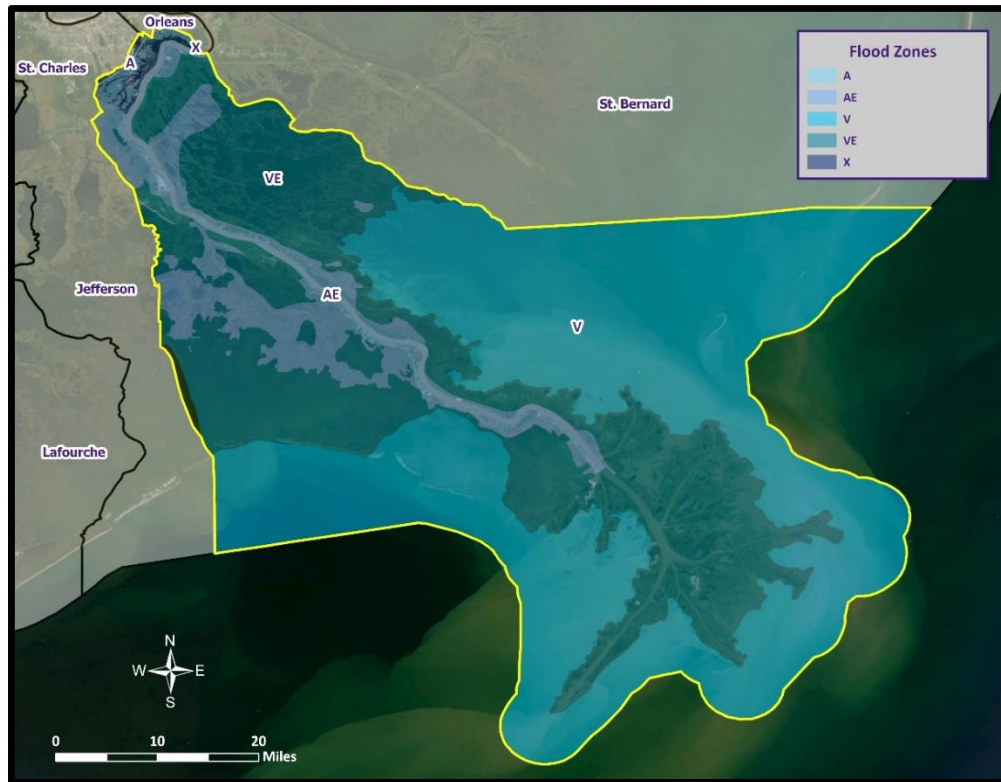 Orleans
X
A
St. Charles
St. Bernard
Flood Zones
A
AE
V
VE
X
VE
Jefferson
AE
V
Lafourche
N
W E
S
0 10 20
Miles